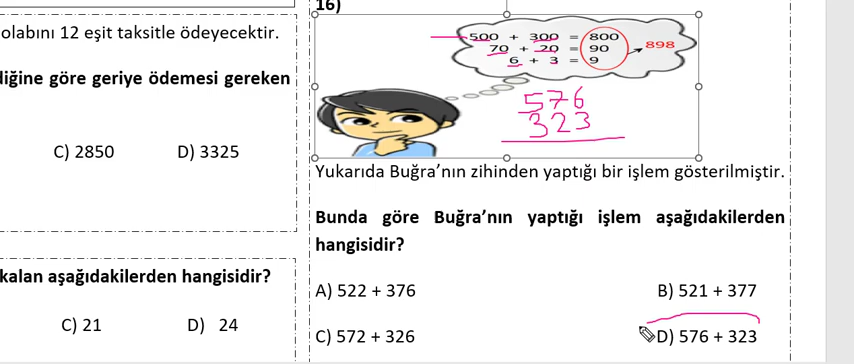 olabını 12 eşit taksitle ödeyecektir.
diğine göre geriye ödemesi gereken
C) 2850 D) 3325
kalan aşağıdakilerden hangisidir?
C) 21 D) 24
16)
500 + 300 = 800
70 + 20 = 90
6 + 3 = 9
898
576
323
Yukarıda Buğra’nın zihinden yaptığı bir işlem gösterilmiştir.
Bunda göre Buğra’nın yaptığı işlem aşağıdakilerden
hangisidir?
A) 522 + 376 B) 521 + 377
C) 572 + 326 D) 576 + 323